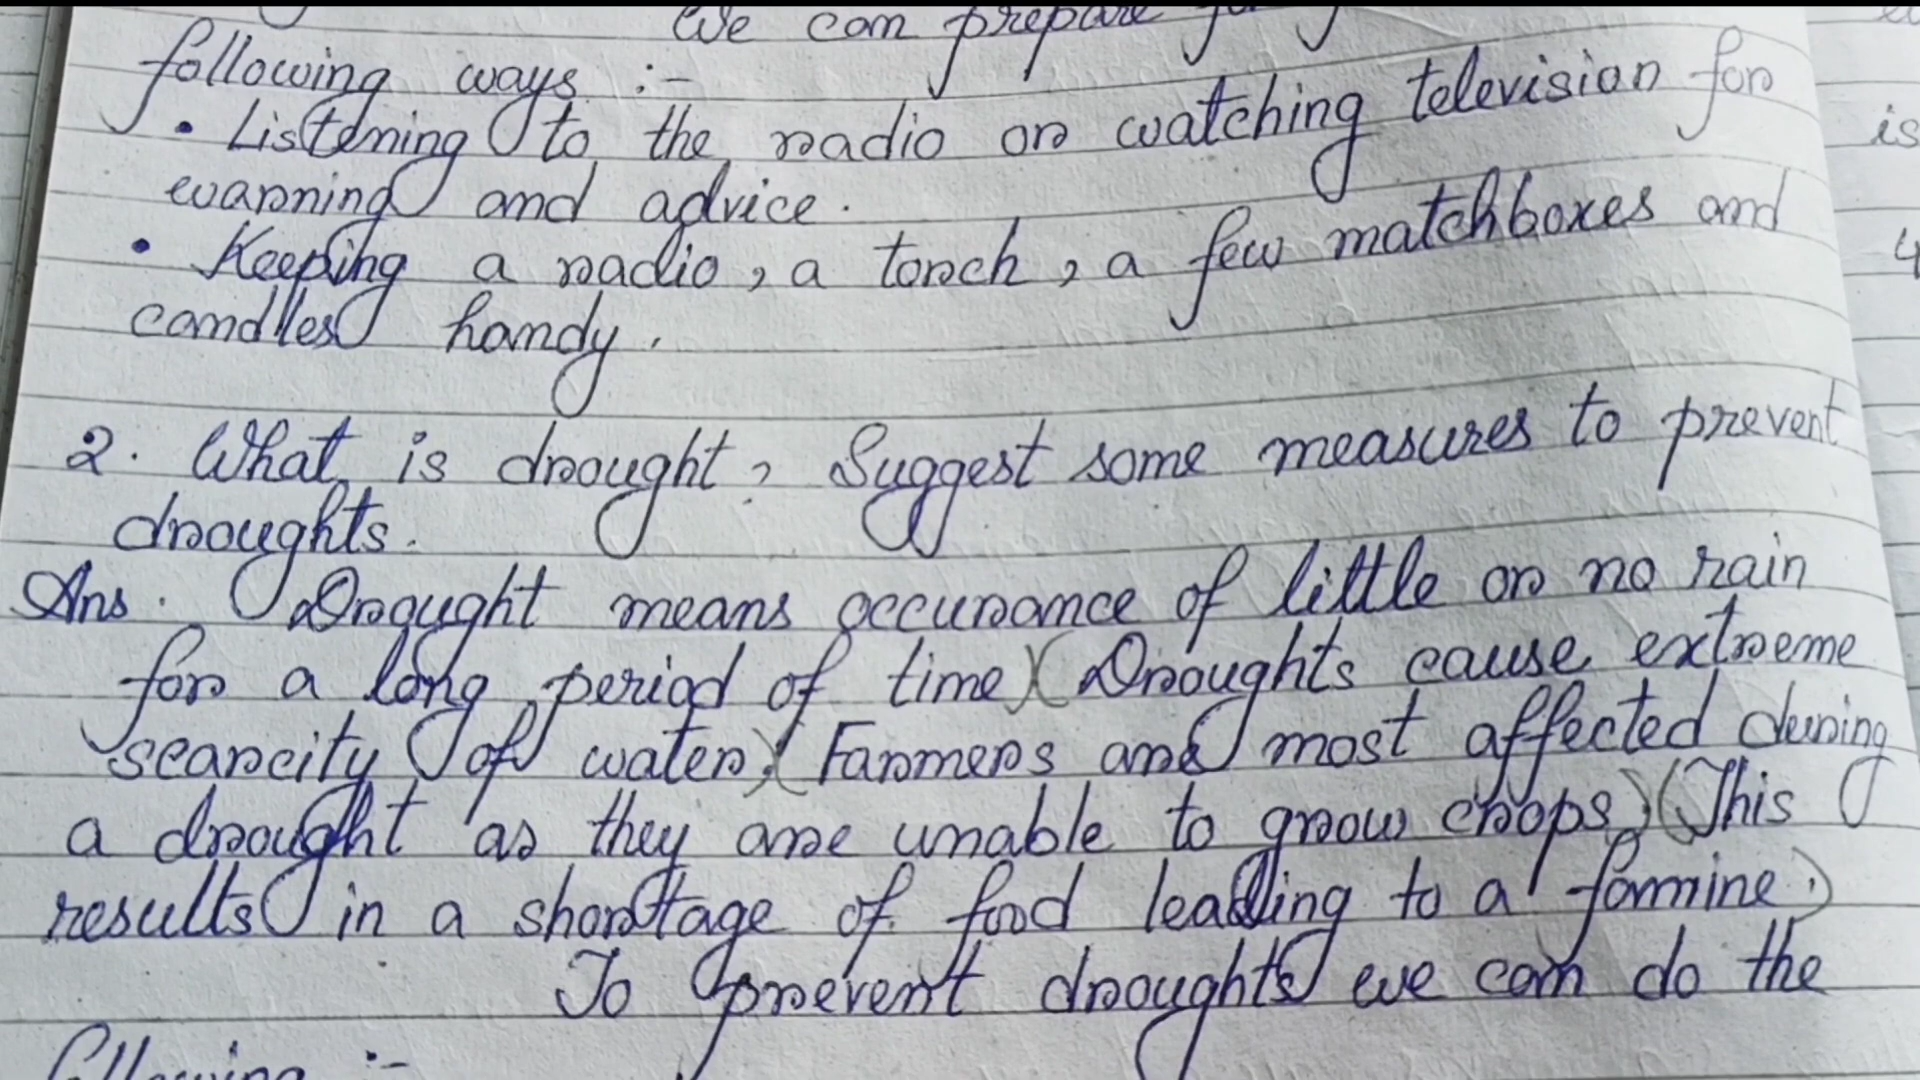 We can prepare
following ways :-
• Listening to the radio or watching television for
warning and advice.
• Keeping a radio, a torch, a few matchboxes and
candles handy.
2. What is drought? Suggest some measures to prevent
droughts.
Ans. Drought means occurance of little or no rain
for a long period of time)(Droughts cause extreme
scarcity of water.)(Farmers are most affected during
a drought as they are unable to grow crops.)(This
results in a shortage of food leading to a famine.)
To prevent droughts we can do the
following :-
is
4